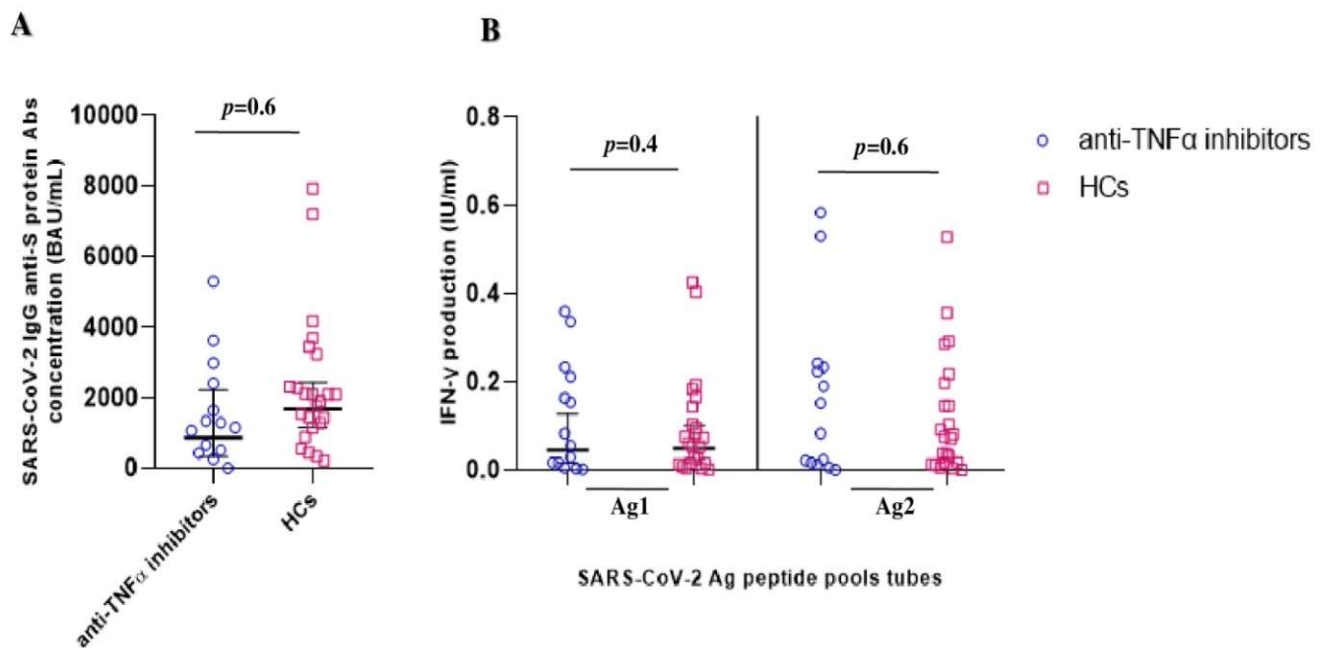 A
B
SARS-CoV-2 IgG anti-S protein Abs
concentration (BAU/mL)
10000
8000
6000
4000
2000
0
p=0.6
anti-TNFα inhibitors
HCs
IFN-γ production (IU/ml)
0.8
0.6
0.4
0.2
0.0
p=0.4
p=0.6
Ag1
Ag2
SARS-CoV-2 Ag peptide pools tubes
anti-TNFα inhibitors
HCs